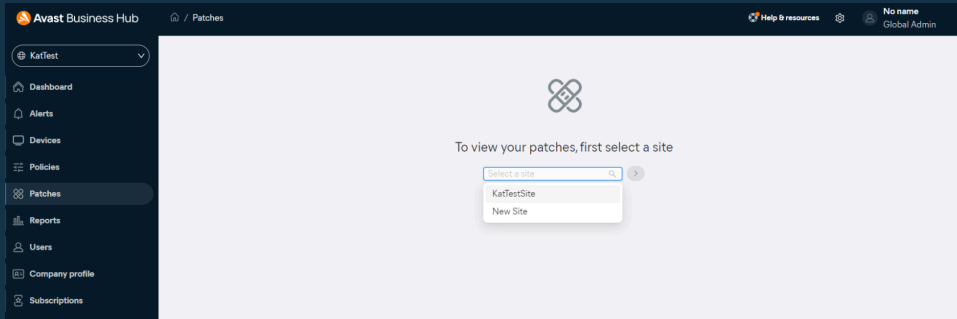 Avast Business Hub
/ Patches
Help & resources
No name
Global Admin
KatTest
Dashboard
Alerts
Devices
Policies
Patches
Reports
Users
Company profile
Subscriptions
To view your patches, first select a site
Select a site
KatTestSite
New Site